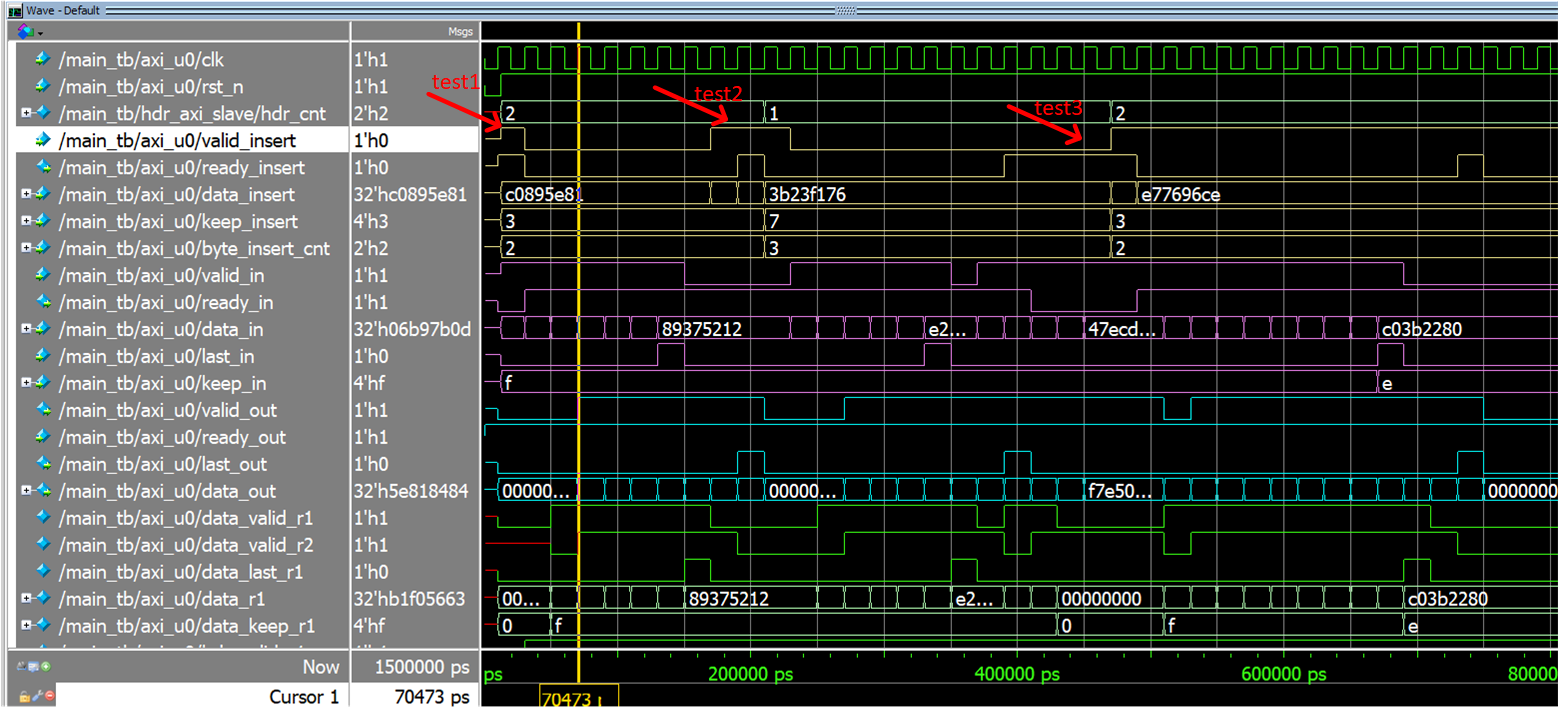 Wave - Default
Msgs
/main_tb/axi_u0/clk 1'h1
/main_tb/axi_u0/rst_n 1'h1
test1 test2 test3
/main_tb/hdr_axi_slave/hdr_cnt 2'h2 2 1 2
/main_tb/axi_u0/valid_insert 1'h0
/main_tb/axi_u0/ready_insert 1'h0
/main_tb/axi_u0/data_insert 32'hc0895e81 c0895e81 3b23f176 e77696ce
/main_tb/axi_u0/keep_insert 4'h3 3 7 3
/main_tb/axi_u0/byte_insert_cnt 2'h2 2 3 2
/main_tb/axi_u0/valid_in 1'h1
/main_tb/axi_u0/ready_in 1'h1
/main_tb/axi_u0/data_in 32'h06b97b0d 89375212 e2... 47ecd... c03b2280
/main_tb/axi_u0/last_in 1'h0
/main_tb/axi_u0/keep_in 4'hf f e
/main_tb/axi_u0/valid_out 1'h1
/main_tb/axi_u0/ready_out 1'h1
/main_tb/axi_u0/last_out 1'h0
/main_tb/axi_u0/data_out 32'h5e818484 00000... 00000... f7e50... 0000000
/main_tb/axi_u0/data_valid_r1 1'h1
/main_tb/axi_u0/data_valid_r2 1'h1
/main_tb/axi_u0/data_last_r1 1'h0
/main_tb/axi_u0/data_r1 32'hb1f05663 00... 89375212 e2... 00000000 c03b2280
/main_tb/axi_u0/data_keep_r1 4'hf 0 f 0 f e
Now 1500000 ps ps 200000 ps 400000 ps 600000 ps 80000
Cursor 1 70473 ps 70473